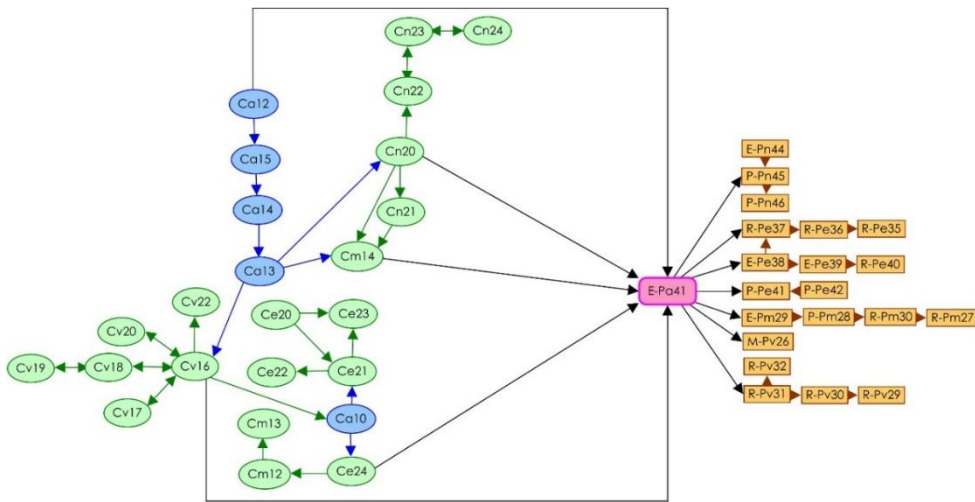 Cn23 Cn24
Cn22
Ca12
Cn20
E-Pn44
Ca15
P-Pn45
P-Pn46
Ca14
Cn21
R-Pe37 R-Pe36 R-Pe35
Cm14
Ca13
E-Pe38 E-Pe39 R-Pe40
E-Pa41
P-Pe41 P-Pe42
Cv22
Ce20 Ce23
E-Pm29 P-Pm28 R-Pm30 R-Pm27
Cv20
M-Pv26
Cv19 Cv18 Cv16
Ce22 Ce21
R-Pv32
R-Pv31 R-Pv30 R-Pv29
Cv17
Cm13
Ca10
Cm12
Ce24